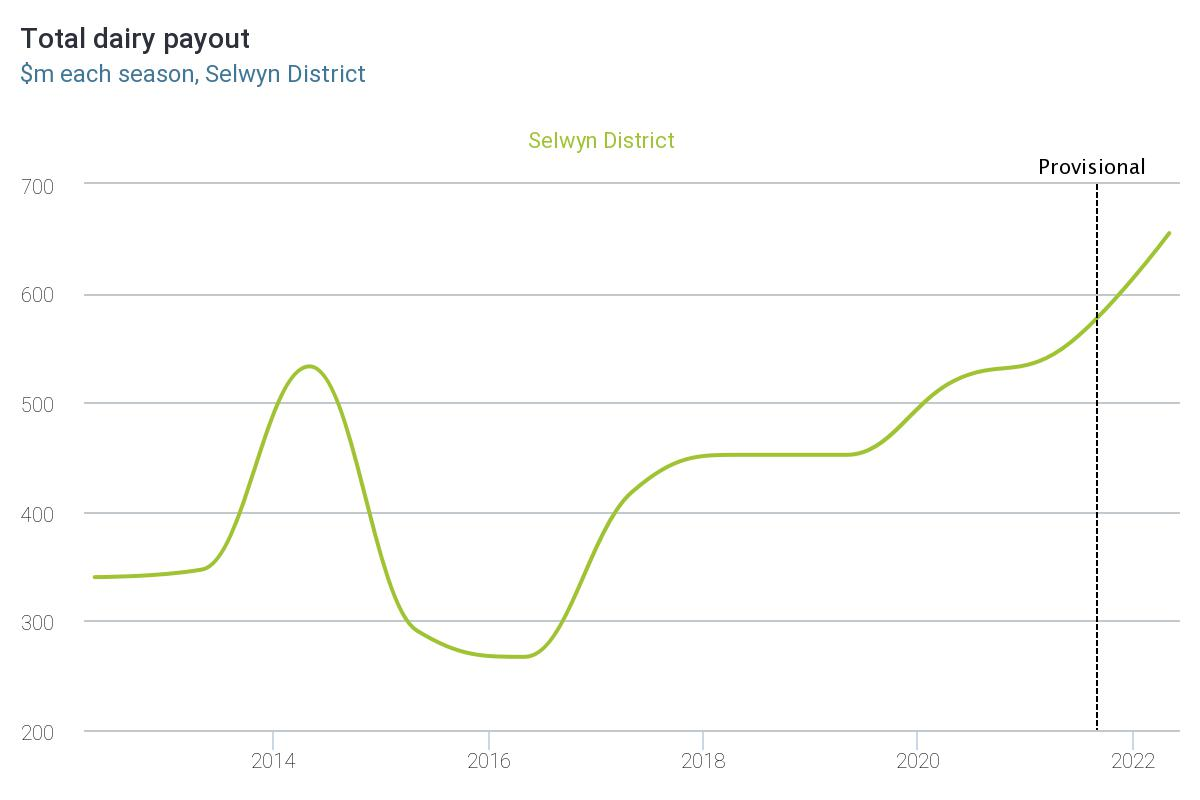 Total dairy payout
$m each season, Selwyn District
Selwyn District
Provisional
700
600
500
400
300
200
2014
2016
2018
2020
2022